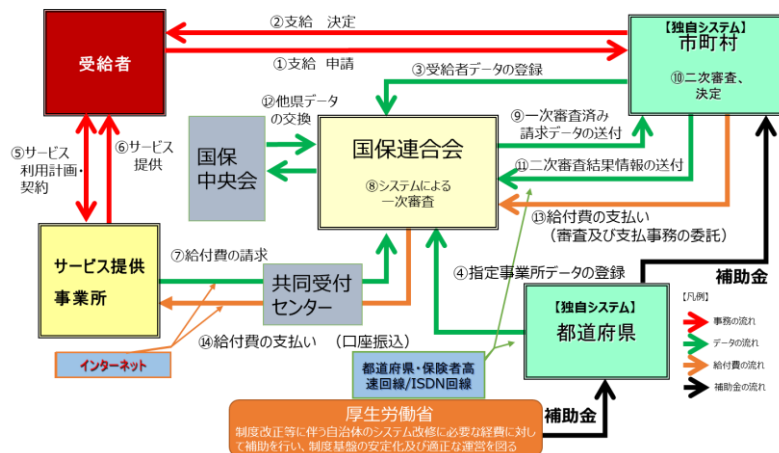 ②支給 決定
①支給 申請
受給者
【独自システム】
市町村
⑩二次審査、
決定
③受給者データの登録
⑫他県データ
の交換
⑨一次審査済み
請求データの送付
⑤サービス
利用計画・
契約
⑥サービス
提供
国保
中央会
国保連合会
⑧システムによる
一次審査
⑪二次審査結果情報の送付
⑬給付費の支払い
(審査及び支払事務の委託)
サービス提供
事業所
⑦給付費の請求
共同受付
センター
④指定事業所データの登録
補助金
【独自システム】
都道府県
【凡例】
事務の流れ
データの流れ
給付費の流れ
補助金の流れ
⑭給付費の支払い (口座振込)
インターネット
都道府県・保険者高
速回線/ISDN回線
厚生労働省
制度改正等に伴う自治体のシステム改修に必要な経費に対し
て補助を行い、制度基盤の安定化及び適正な運営を図る
補助金